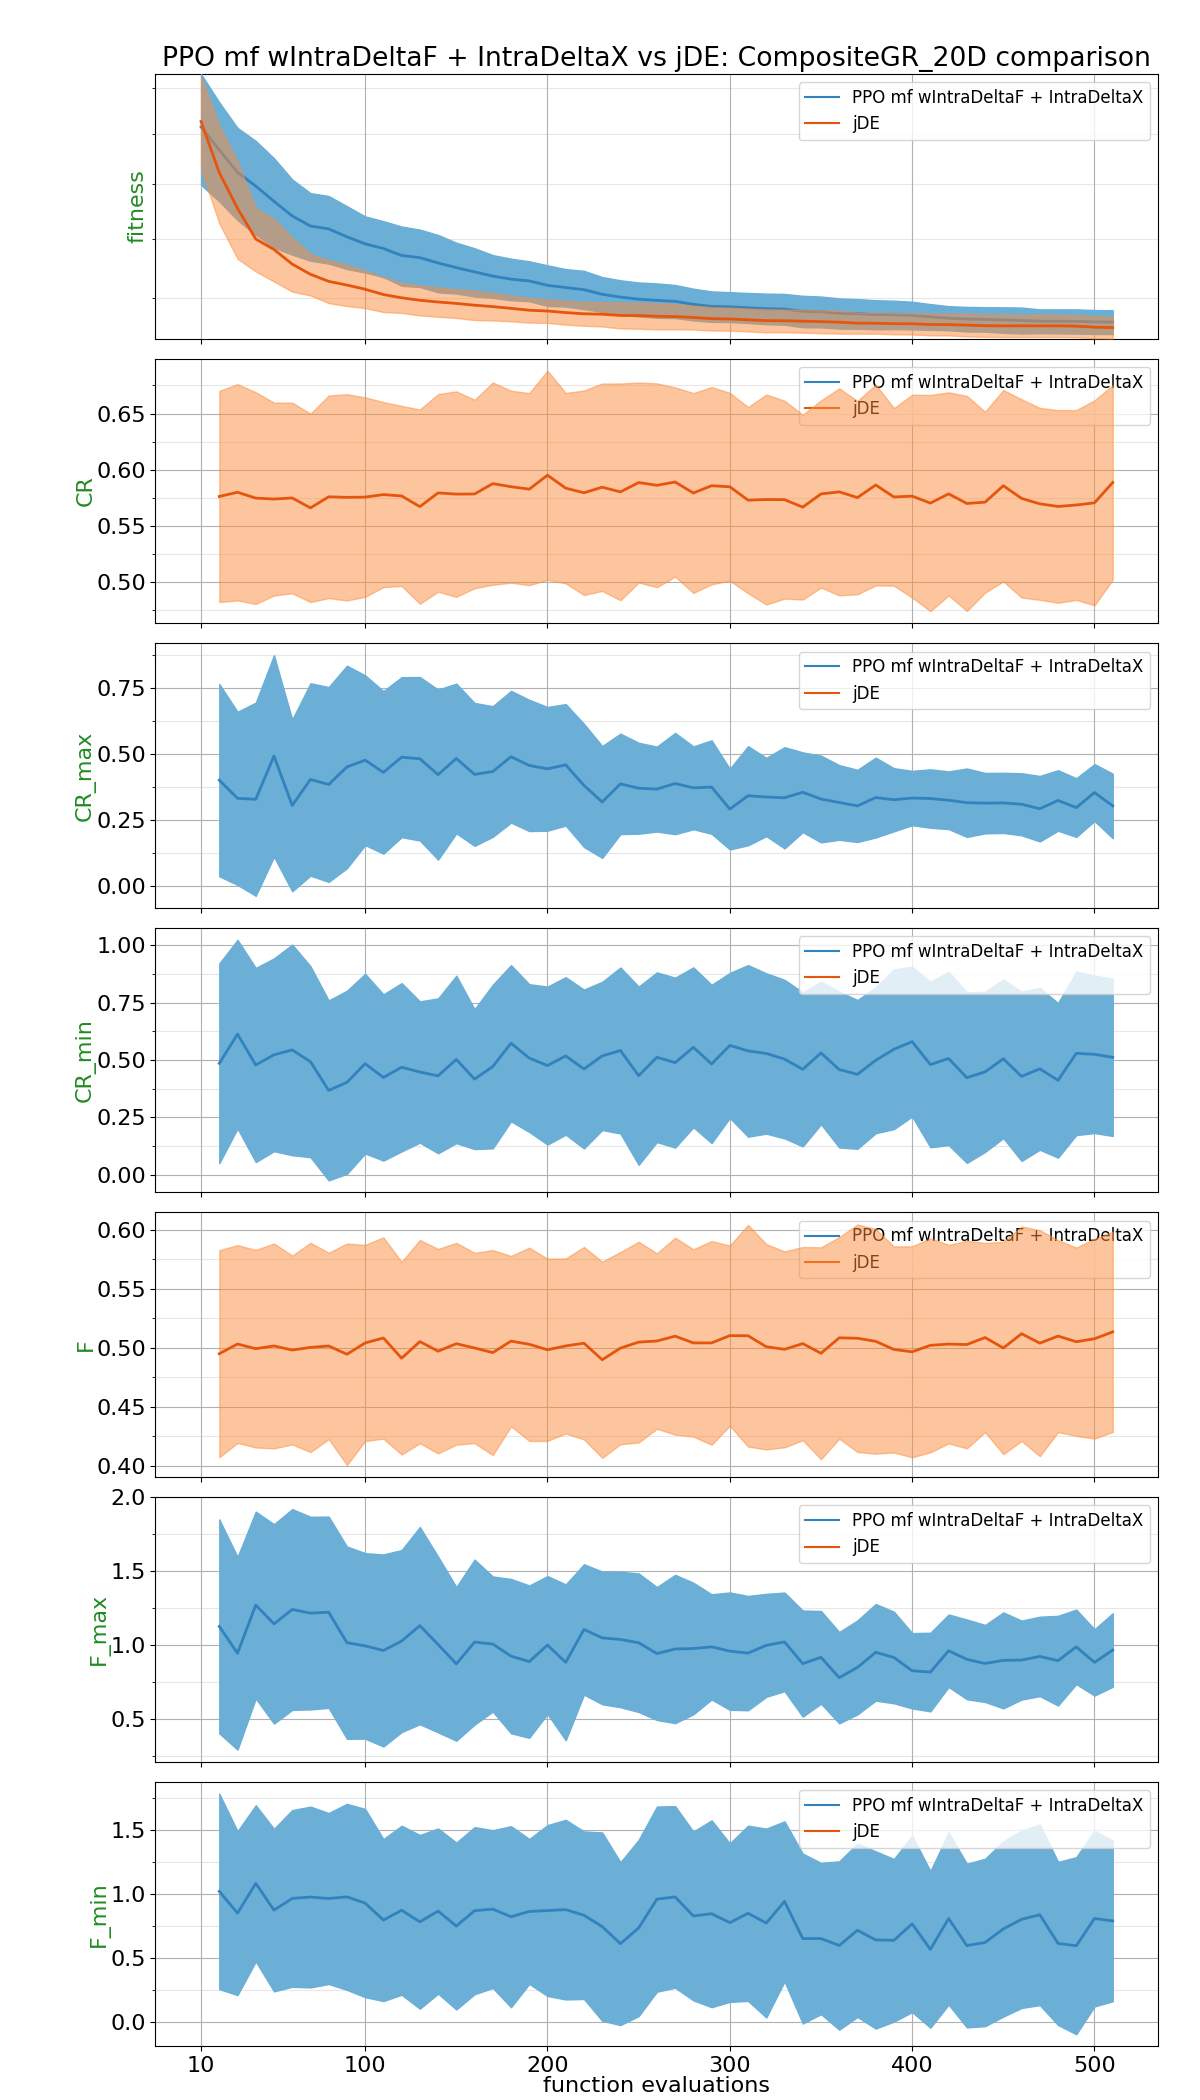 PPO mf wIntraDeltaF + IntraDeltaX vs jDE: CompositeGR_20D comparison
fitness
PPO mf wIntraDeltaF + IntraDeltaX
jDE
CR
0.65
0.60
0.55
0.50
PPO mf wIntraDeltaF + IntraDeltaX
jDE
CR_max
0.75
0.50
0.25
0.00
PPO mf wIntraDeltaF + IntraDeltaX
jDE
CR_min
1.00
0.75
0.50
0.25
0.00
PPO mf wIntraDeltaF + IntraDeltaX
jDE
F
0.60
0.55
0.50
0.45
0.40
PPO mf wIntraDeltaF + IntraDeltaX
jDE
F_max
2.0
1.5
1.0
0.5
PPO mf wIntraDeltaF + IntraDeltaX
jDE
F_min
1.5
1.0
0.5
0.0
PPO mf wIntraDeltaF + IntraDeltaX
jDE
10 100 200 300 400 500
function evaluations